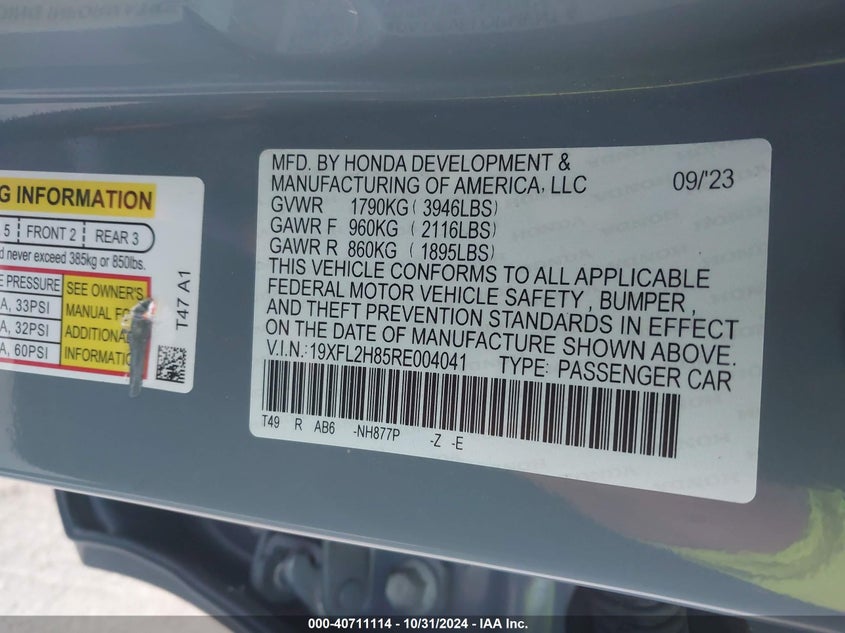 G INFORMATION
5 FRONT 2 REAR 3
never exceed 385kg or 850lbs.
PRESSURE
SEE OWNER'S
A, 33PSI
MANUAL
A, 32PSI
A, 60PSI
T47 A1
MFD. BY HONDA DEVELOPMENT &
MANUFACTURING OF AMERICA, LLC 09/'23
GVWR 1790KG ( 3946LBS)
GAWR F 960KG ( 2116LBS)
GAWR R 860KG ( 1895LBS)
THIS VEHICLE CONFORMS TO ALL APPLICABLE
FEDERAL MOTOR VEHICLE SAFETY, BUMPER,
AND THEFT PREVENTION STANDARDS IN EFFECT
ON THE DATE OF MANUFACTURE SHOWN ABOVE.
V.I.N.: 19XFL2H85RE004041 TYPE: PASSENGER CAR
T49 R AB6 -NH877P -Z -E
000-40711114 - 10/31/2024 - IAA Inc.